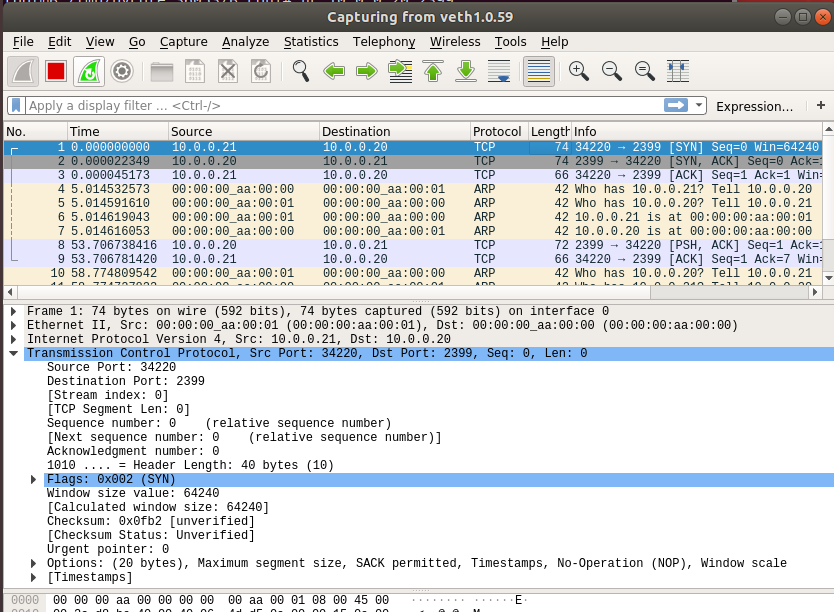 Capturing from veth1.0.59
File Edit View Go Capture Analyze Statistics Telephony Wireless Tools Help
Apply a display filter ... <Ctrl-/> Expression... +
No. Time Source Destination Protocol Length Info
1 0.000000000 10.0.0.21 10.0.0.20 TCP 74 34220 → 2399 [SYN] Seq=0 Win=64240
2 0.000022349 10.0.0.20 10.0.0.21 TCP 74 2399 → 34220 [SYN, ACK] Seq=0 Ack=1
3 0.000045173 10.0.0.21 10.0.0.20 TCP 66 34220 → 2399 [ACK] Seq=1 Ack=1 Win=
4 5.014532573 00:00:00_aa:00:00 00:00:00_aa:00:01 ARP 42 Who has 10.0.0.21? Tell 10.0.0.20
5 5.014591610 00:00:00_aa:00:01 00:00:00_aa:00:00 ARP 42 Who has 10.0.0.20? Tell 10.0.0.21
6 5.014619043 00:00:00_aa:00:01 00:00:00_aa:00:00 ARP 42 10.0.0.21 is at 00:00:00:aa:00:01
7 5.014616053 00:00:00_aa:00:00 00:00:00_aa:00:01 ARP 42 10.0.0.20 is at 00:00:00:aa:00:00
8 53.706738416 10.0.0.20 10.0.0.21 TCP 72 2399 → 34220 [PSH, ACK] Seq=1 Ack=1
9 53.706781420 10.0.0.21 10.0.0.20 TCP 66 34220 → 2399 [ACK] Seq=1 Ack=7 Win=
10 58.774809542 00:00:00_aa:00:01 00:00:00_aa:00:00 ARP 42 Who has 10.0.0.20? Tell 10.0.0.21
Frame 1: 74 bytes on wire (592 bits), 74 bytes captured (592 bits) on interface 0
Ethernet II, Src: 00:00:00_aa:00:01 (00:00:00:aa:00:01), Dst: 00:00:00_aa:00:00 (00:00:00:aa:00:00)
Internet Protocol Version 4, Src: 10.0.0.21, Dst: 10.0.0.20
Transmission Control Protocol, Src Port: 34220, Dst Port: 2399, Seq: 0, Len: 0
Source Port: 34220
Destination Port: 2399
[Stream index: 0]
[TCP Segment Len: 0]
Sequence number: 0 (relative sequence number)
[Next sequence number: 0 (relative sequence number)]
Acknowledgment number: 0
1010 .... = Header Length: 40 bytes (10)
Flags: 0x002 (SYN)
Window size value: 64240
[Calculated window size: 64240]
Checksum: 0x0fb2 [unverified]
[Checksum Status: Unverified]
Urgent pointer: 0
Options: (20 bytes), Maximum segment size, SACK permitted, Timestamps, No-Operation (NOP), Window scale
[Timestamps]
0000 00 00 00 aa 00 00 00 00 00 aa 00 01 08 00 45 00 ········ ······E·